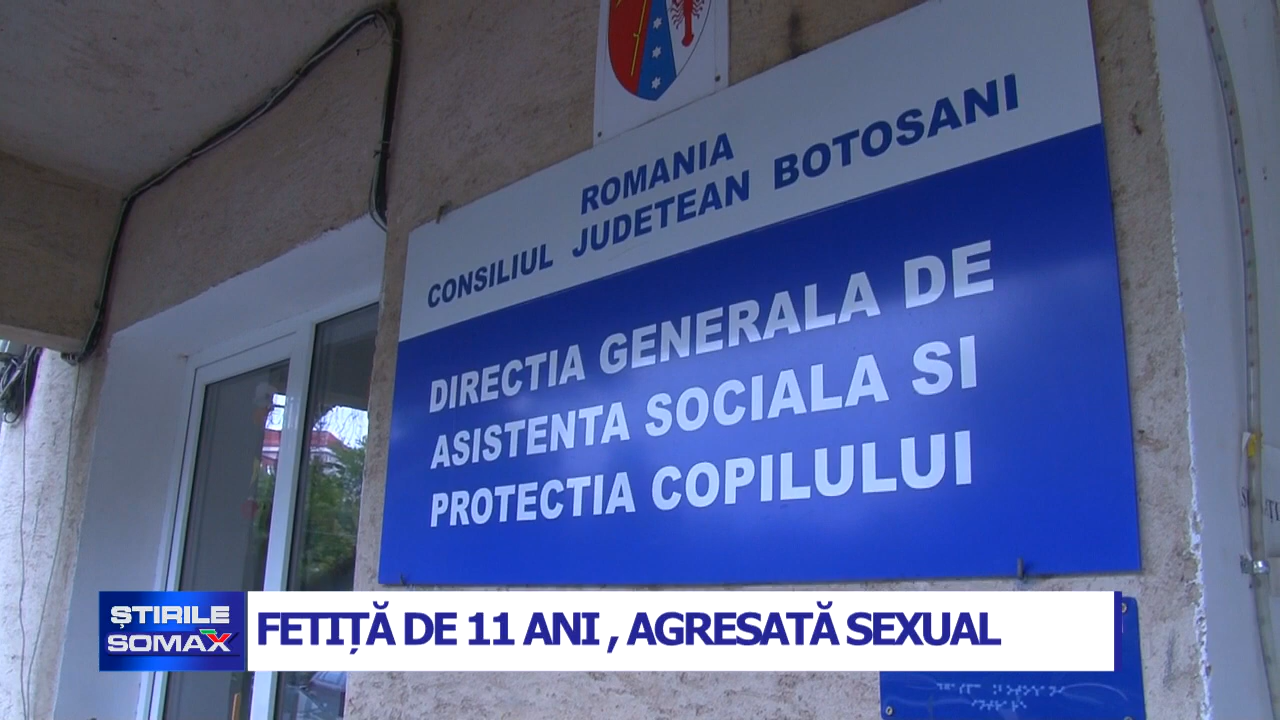 ROMANIA
CONSILIUL JUDETEAN BOTOSANI
DIRECTIA GENERALA DE
ASISTENTA SOCIALA SI
PROTECTIA COPILULUI
ȘTIRILE
SOMAX
FETIȚĂ DE 11 ANI , AGRESATĂ SEXUAL